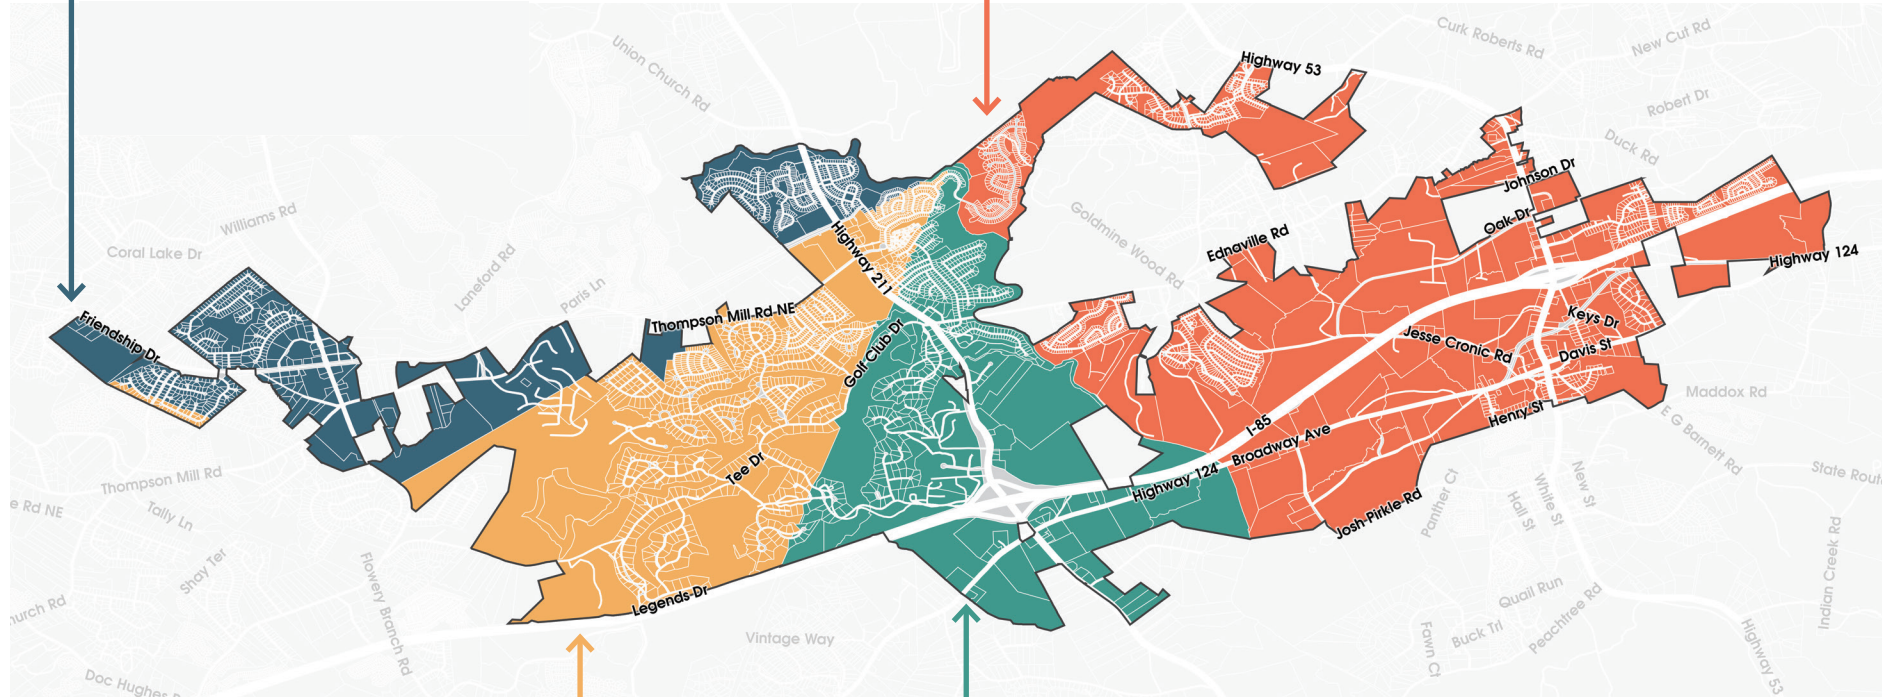 Curk Roberts Rd
New Cut Rd
Union Church Rd
Highway 53
Robert Dr
Duck Rd
Johnson Dr
Williams Rd
Goldmine Wood Rd
Oak Dr
Coral Lake Dr
Laneford Rd
Highway 211
Ednaville Rd
Highway 124
Paris Ln
Friendship Dr
Thompson Mill Rd NE
Golf Club Dr
Keys Dr
Jesse Cronic Rd
Davis St
Maddox Rd
Henry St
E G Barnett Rd
I-85
Broadway Ave
Tee Dr
Thompson Mill Rd
Highway 124
State Rout
e Rd NE
Tally Ln
Josh Pirkle Rd
Panther Ct
Hall St
White St
New St
Indian Creek Rd
Shay Ter
Flowery Branch Rd
Legends Dr
Quail Run
hurch Rd
Vintage Way
Fawn Ct
Buck Trl
Peachtree Rd
Highway 53
Doc Hughes